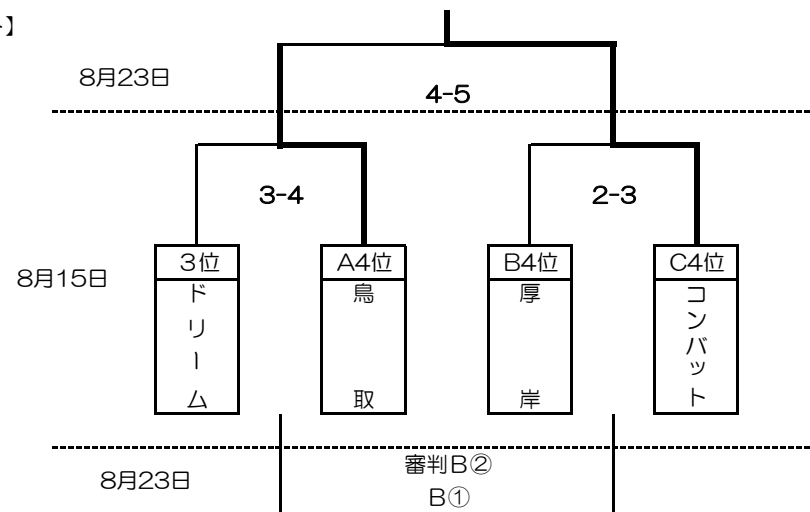 ト】
8月23日
4-5
3-4
2-3
8月15日
3位
A4位
B4位
C4位
ドリーム
鳥取
厚岸
コンバット
審判B②
8月23日
B①